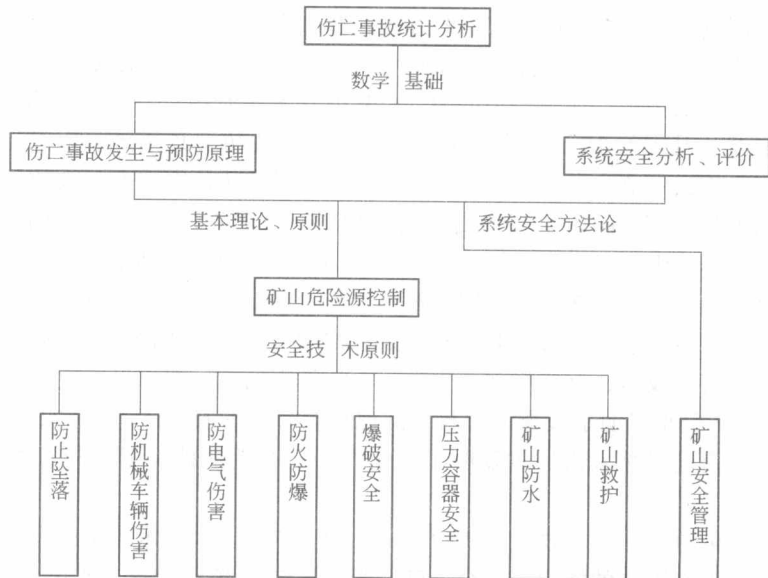 伤亡事故统计分析
数学 基础
伤亡事故发生与预防原理
系统安全分析、评价
基本理论、原则
系统安全方法论
矿山危险源控制
安全技 术原则
防止坠落
防机械车辆伤害
防电气伤害
防火防爆
爆破安全
压力容器安全
矿山防水
矿山救护
矿山安全管理